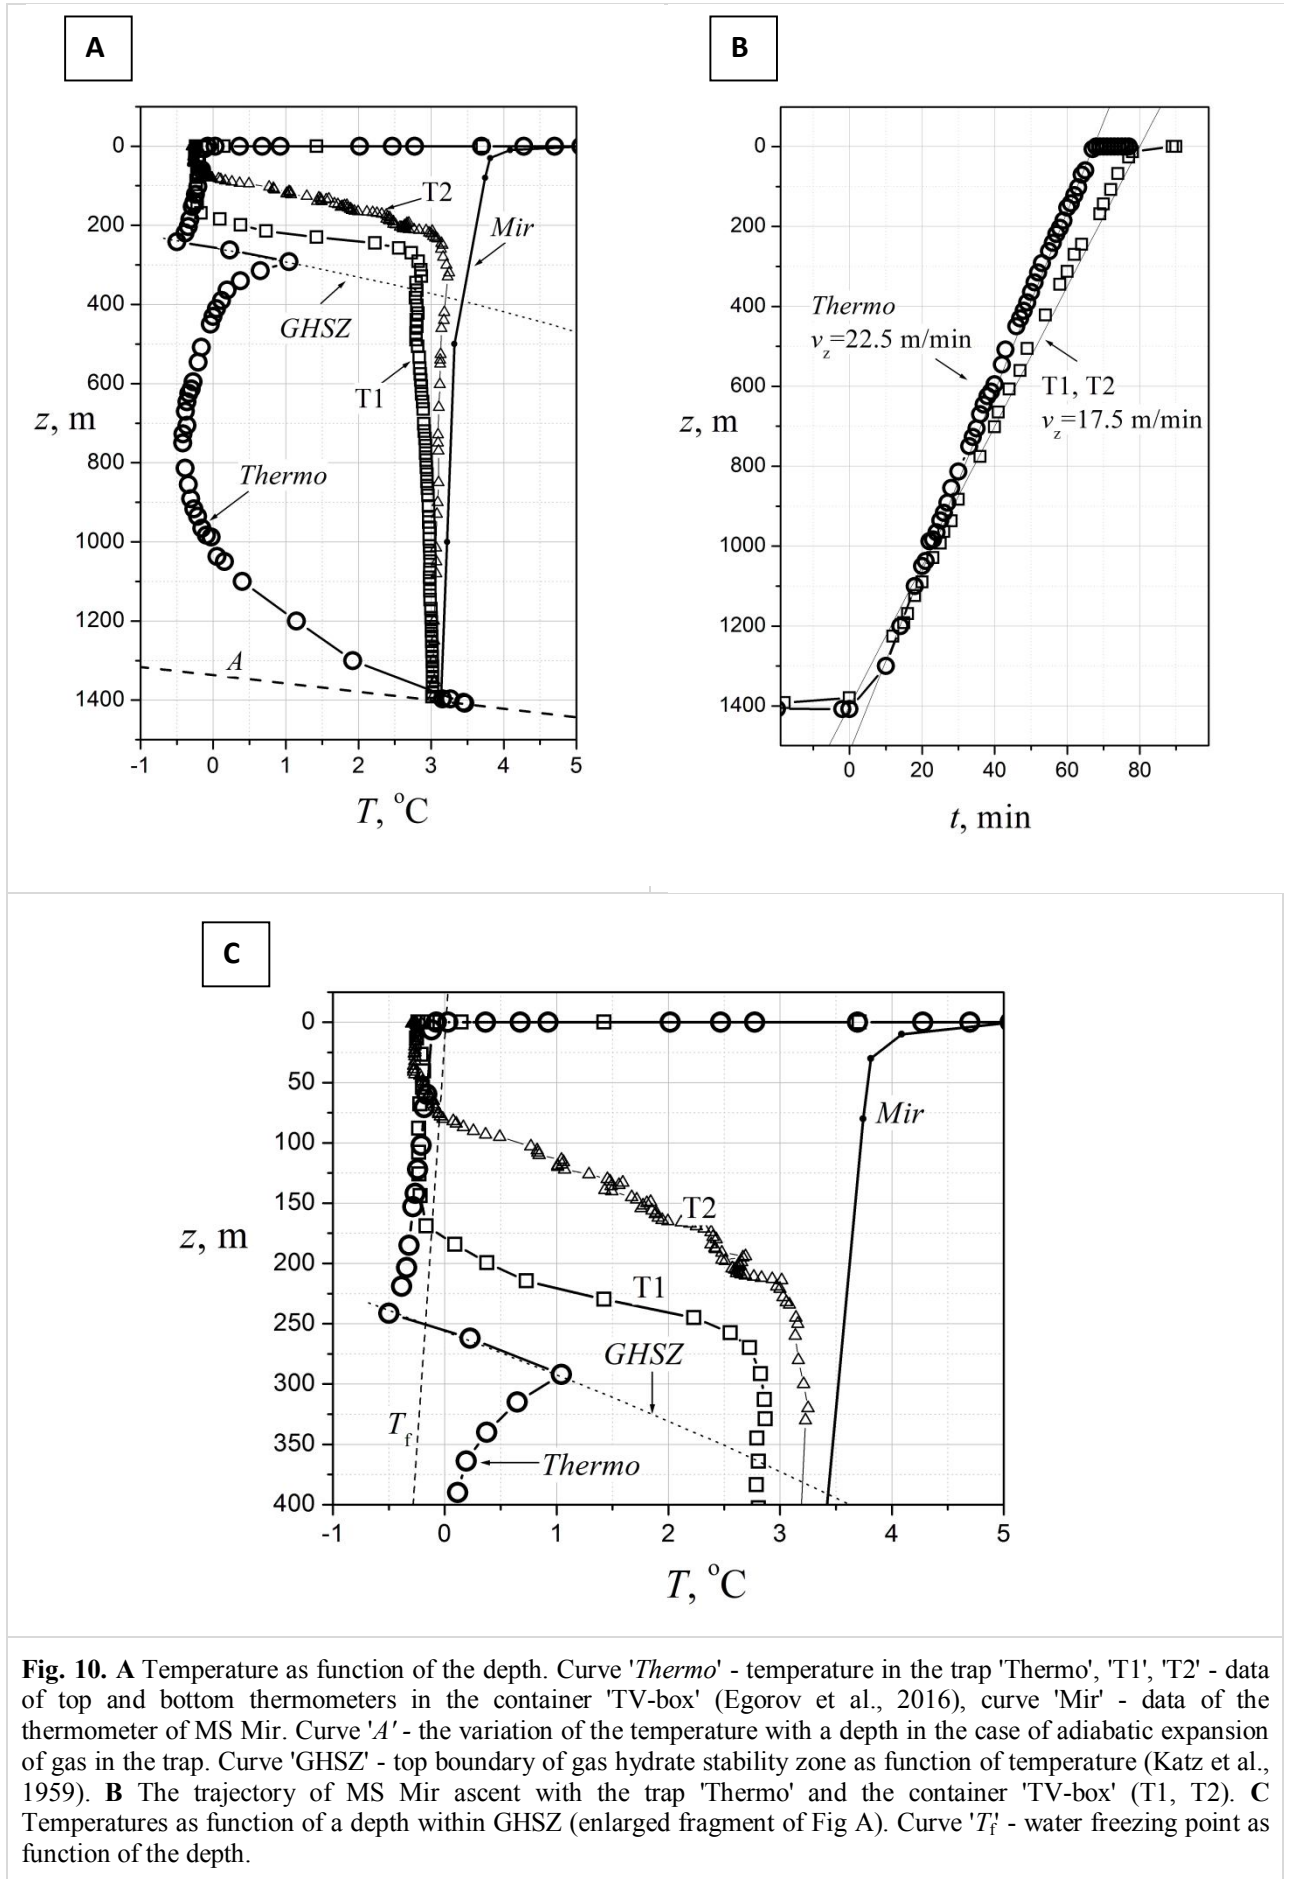 A
B
0
200
400
600
800
1000
1200
1400
z, m
T2
Mir
GHSZ
T1
Thermo
A
-1
0
1
2
3
4
5
T, °C
0
200
400
600
800
1000
1200
1400
z, m
Thermo
v_z=22.5 m/min
T1, T2
v_z=17.5 m/min
0
20
40
60
80
t, min
C
0
50
100
150
200
250
300
350
400
z, m
Mir
T2
T1
GHSZ
T_f
Thermo
-1
0
1
2
3
4
5
T, °C
Fig. 10. A Temperature as function of the depth. Curve 'Thermo' - temperature in the trap 'Thermo', 'T1', 'T2' - data
of top and bottom thermometers in the container 'TV-box' (Egorov et al., 2016), curve 'Mir' - data of the
thermometer of MS Mir. Curve 'A' - the variation of the temperature with a depth in the case of adiabatic expansion
of gas in the trap. Curve 'GHSZ' - top boundary of gas hydrate stability zone as function of temperature (Katz et al.,
1959). B The trajectory of MS Mir ascent with the trap 'Thermo' and the container 'TV-box' (T1, T2). C
Temperatures as function of a depth within GHSZ (enlarged fragment of Fig A). Curve 'T_f' - water freezing point as
function of the depth.